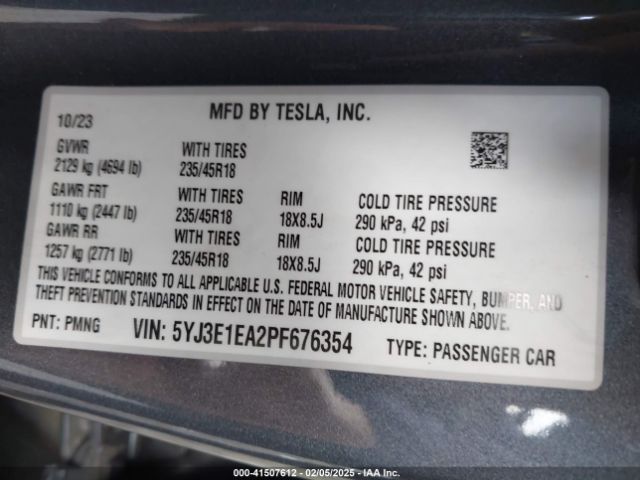 MFD BY TESLA, INC.
10/23
GVWR
2129 kg (4694 lb)
WITH TIRES
235/45R18
GAWR FRT
1110 kg (2447 lb)
WITH TIRES
235/45R18
RIM
18X8.5J
COLD TIRE PRESSURE
290 kPa, 42 psi
GAWR RR
1257 kg (2771 lb)
WITH TIRES
235/45R18
RIM
18X8.5J
COLD TIRE PRESSURE
290 kPa, 42 psi
THIS VEHICLE CONFORMS TO ALL APPLICABLE U.S. FEDERAL MOTOR VEHICLE SAFETY, BUMPER, AND
THEFT PREVENTION STANDARDS IN EFFECT ON THE DATE OF MANUFACTURE SHOWN ABOVE.
PNT: PMNG
VIN: 5YJ3E1EA2PF676354
TYPE: PASSENGER CAR
000-41507612 - 02/05/2025 - IAA Inc.